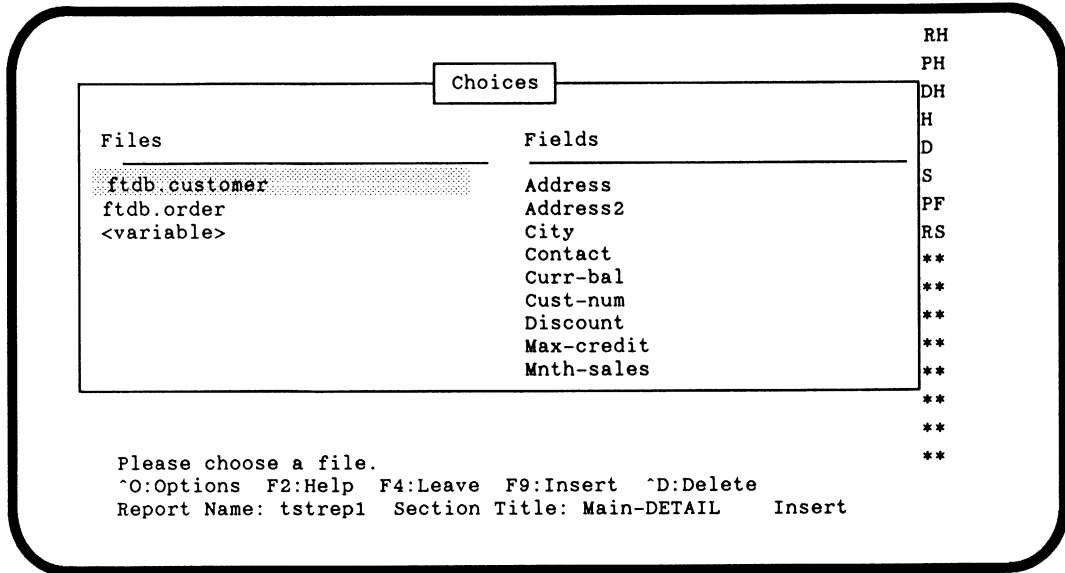 RH
PH
Choices
DH
H
Files Fields
D
ftdb.customer Address S
ftdb.order Address2 PF
<variable> City RS
Contact **
Curr-bal **
Cust-num
Discount **
Max-credit **
Mnth-sales **
**
**
Please choose a file. **
^O:Options F2:Help F4:Leave F9:Insert ^D:Delete
Report Name: tstrep1 Section Title: Main-DETAIL Insert